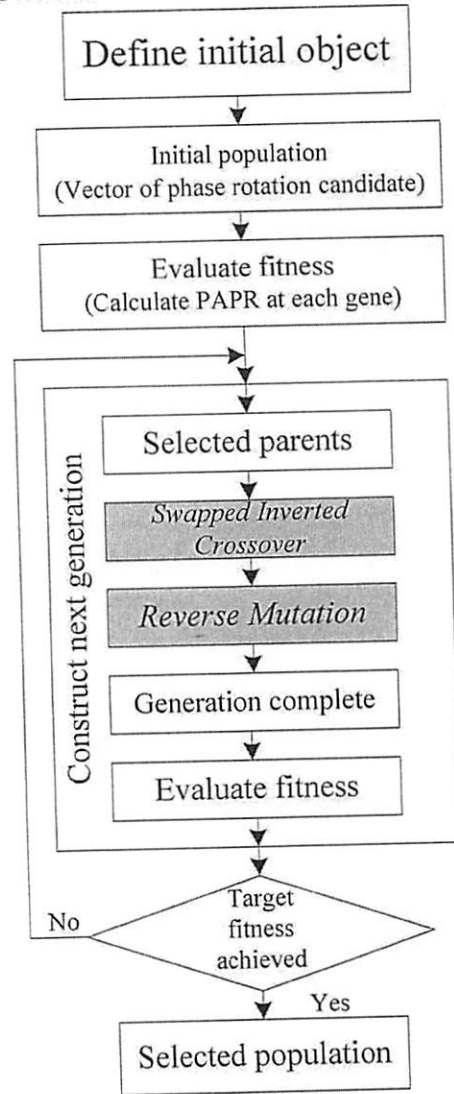 Define initial object
Initial population
(Vector of phase rotation candidate)
Evaluate fitness
(Calculate PAPR at each gene)
Construct next generation
Selected parents
Swapped Inverted
Crossover
Reverse Mutation
Generation complete
Evaluate fitness
Target
fitness
achieved
No
Yes
Selected population